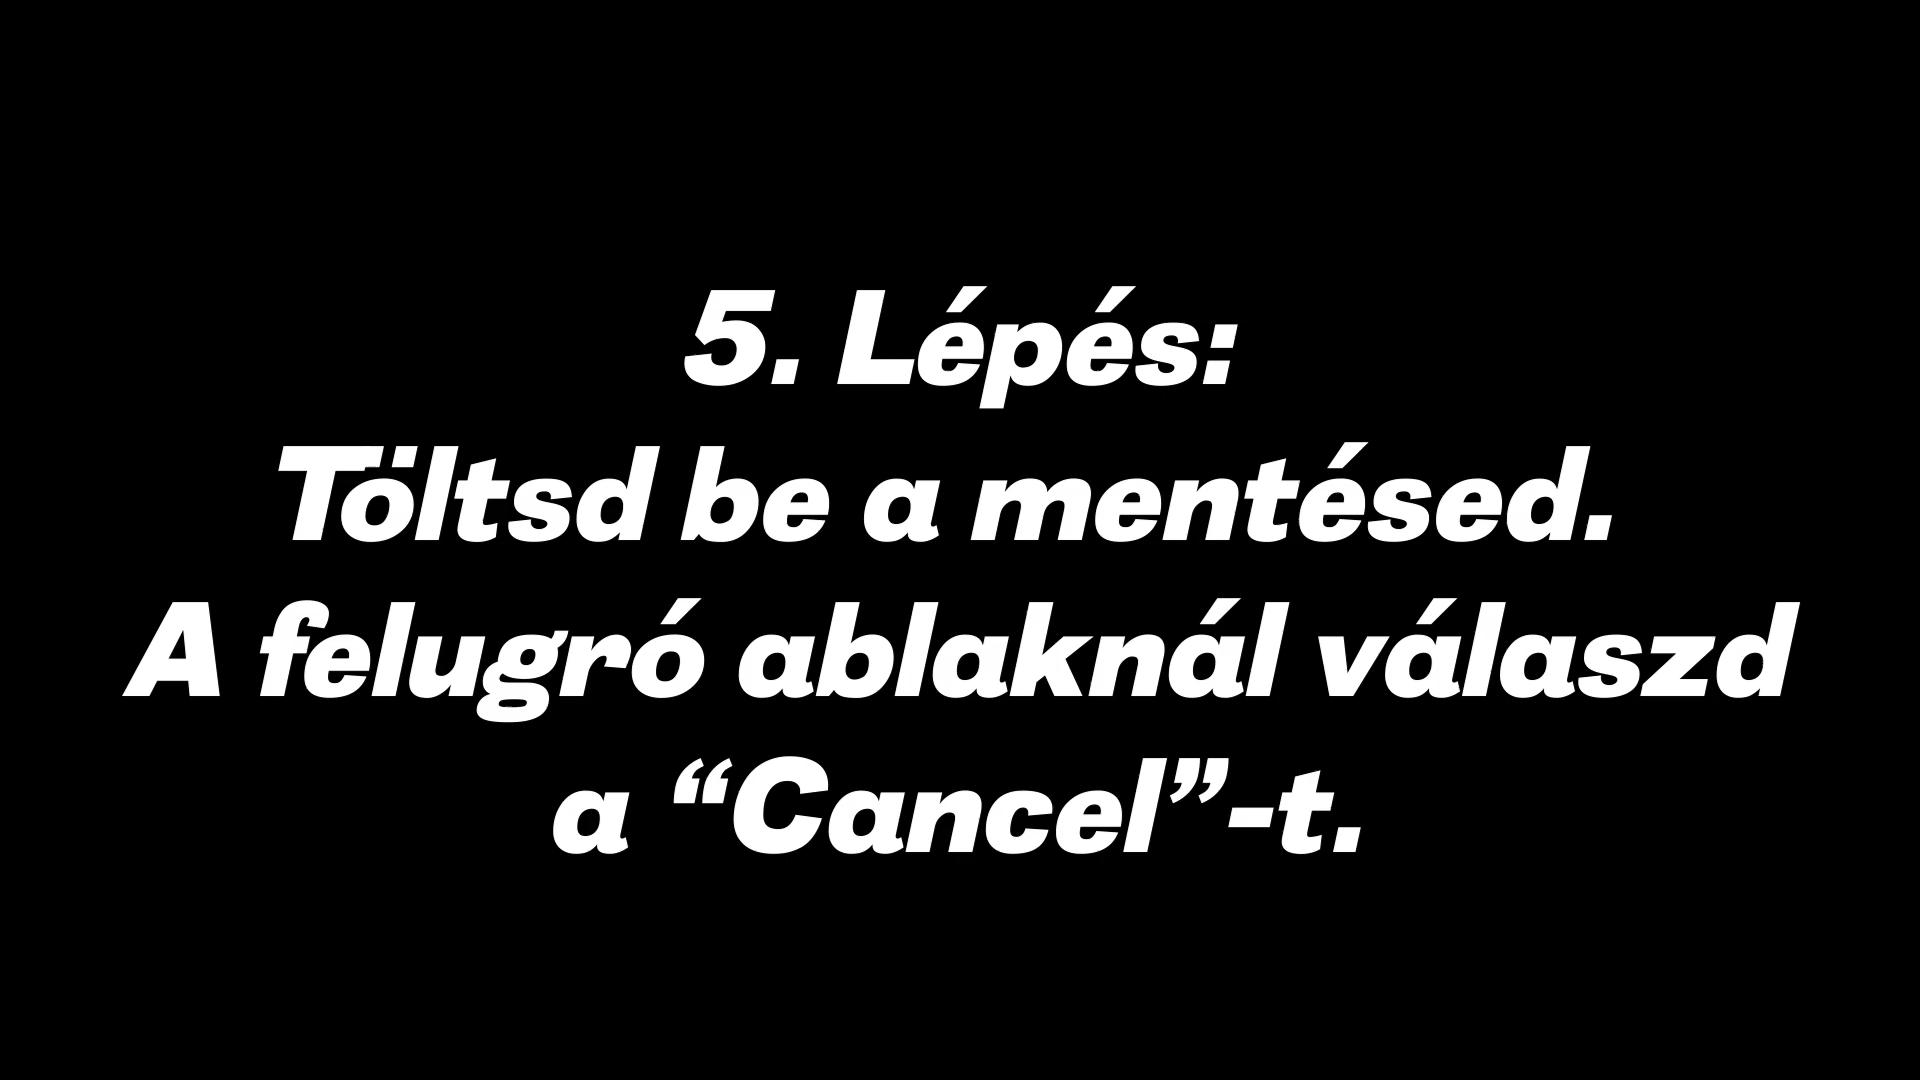 5. Lépés:
Töltsd be a mentésed.
A felugró ablaknál válaszd
a “Cancel”-t.